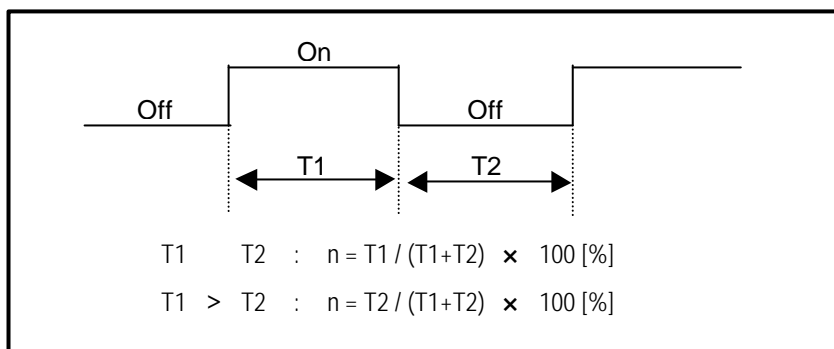 On
Off Off
T1 T2
T1 T2 : n = T1 / (T1+T2) × 100 [%]
T1 > T2 : n = T2 / (T1+T2) × 100 [%]